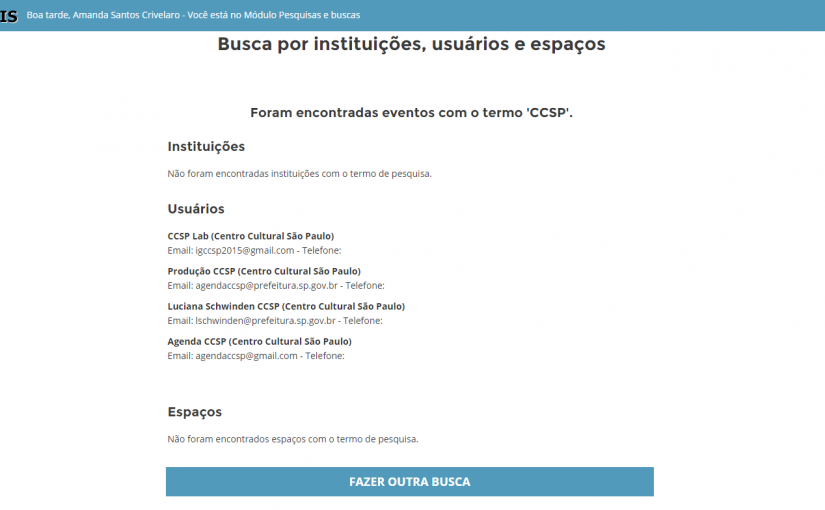 IS Boa tarde, Amanda Santos Crivelaro - Você está no Módulo Pesquisas e buscas
Busca por instituições, usuários e espaços
Foram encontradas eventos com o termo 'CCSP'.
Instituições
Não foram encontradas instituições com o termo de pesquisa.
Usuários
CCSP Lab (Centro Cultural São Paulo)
Email: igccsp2015@gmail.com - Telefone:
Produção CCSP (Centro Cultural São Paulo)
Email: agendaccsp@prefeitura.sp.gov.br - Telefone:
Luciana Schwinden CCSP (Centro Cultural São Paulo)
Email: lschwinden@prefeitura.sp.gov.br - Telefone:
Agenda CCSP (Centro Cultural São Paulo)
Email: agendaccsp@gmail.com - Telefone:
Espaços
Não foram encontrados espaços com o termo de pesquisa.
FAZER OUTRA BUSCA